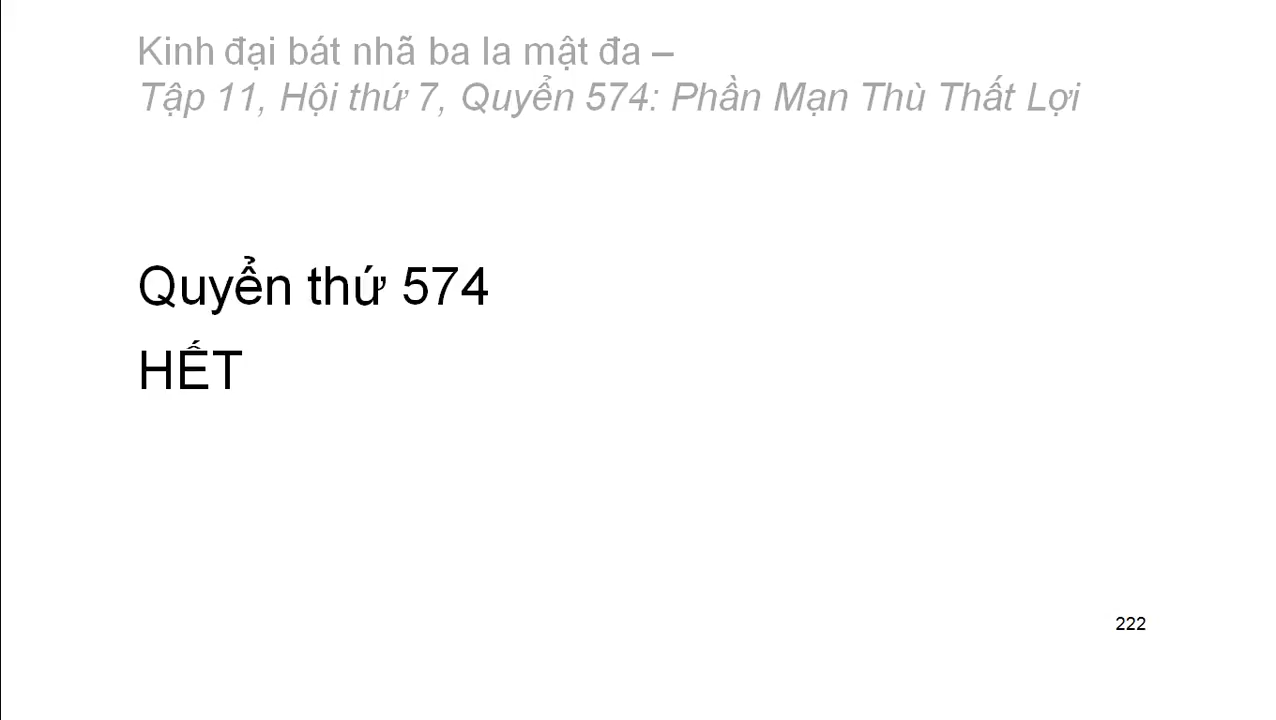 Kinh đại bát nhã ba la mật đa –
Tập 11, Hội thứ 7, Quyển 574: Phần Mạn Thù Thất Lợi
Quyển thứ 574
HẾT
222